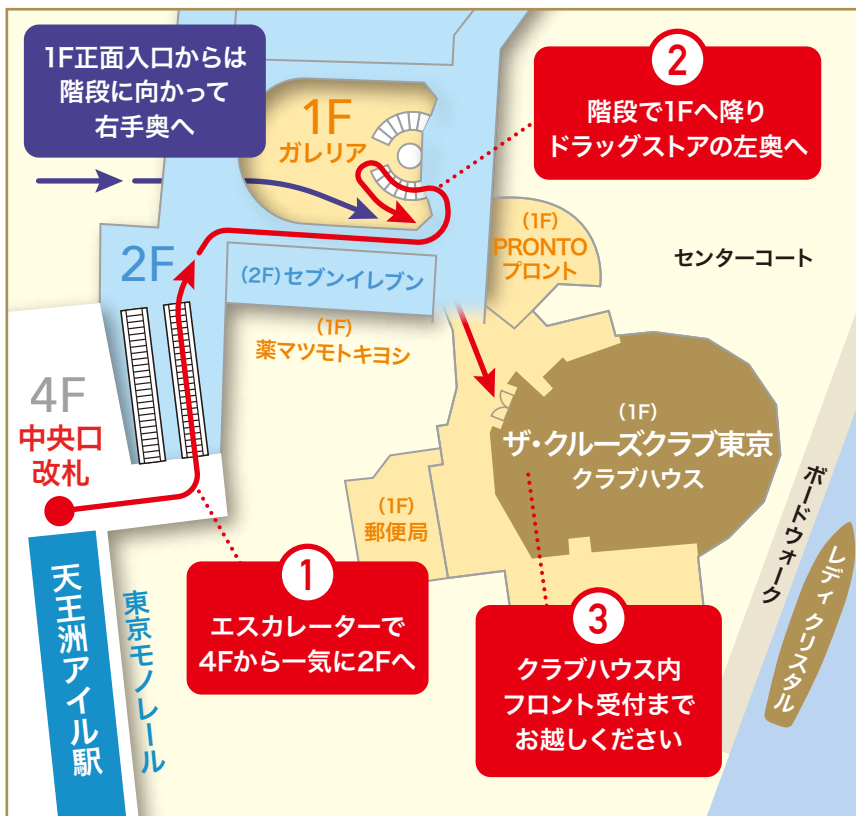 1F正面入口からは
階段に向かって
右手奥へ
1F
ガレリア
2
階段で1Fへ降り
ドラッグストアの左奥へ
2F
(2F)セブンイレブン
(1F)
PRONTO
プロント
センターコート
(1F)
薬マツモトキヨシ
4F
中央口
改札
(1F)
ザ・クルーズクラブ東京
クラブハウス
(1F)
郵便局
ボードウォーク
レディ クリスタル
天王洲アイル駅
東京モノレール
1
エスカレーターで
4Fから一気に2Fへ
3
クラブハウス内
フロント受付まで
お越しください